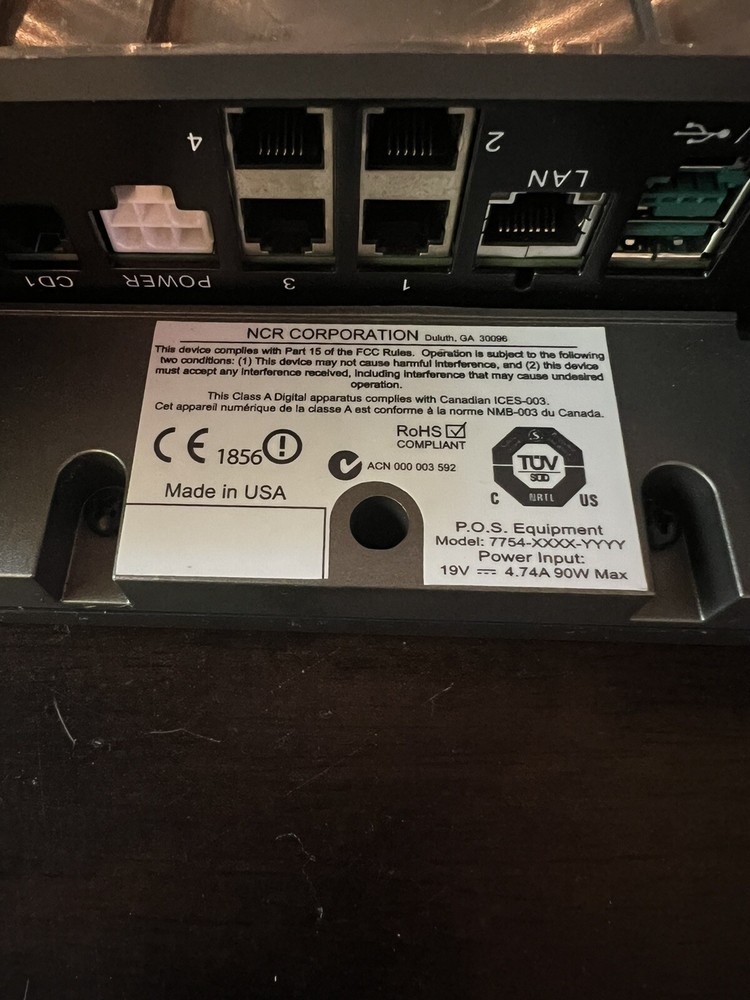 4
2
LAN
CD1
POWER
3
1
NCR CORPORATION Duluth, GA 30096
This device complies with Part 15 of the FCC Rules. Operation is subject to the following
two conditions: (1) This device may not cause harmful interference, and (2) this device
must accept any interference received, including interference that may cause undesired
operation.
This Class A Digital apparatus complies with Canadian ICES-003.
Cet appareil numérique de la classe A est conforme à la norme NMB-003 du Canada.
CE 1856
RoHS
COMPLIANT
ACN 000 003 592
TÜV
SÜD
C NRTL US
Made in USA
P.O.S. Equipment
Model: 7754-XXXX-YYYY
Power Input:
19V 4.74A 90W Max